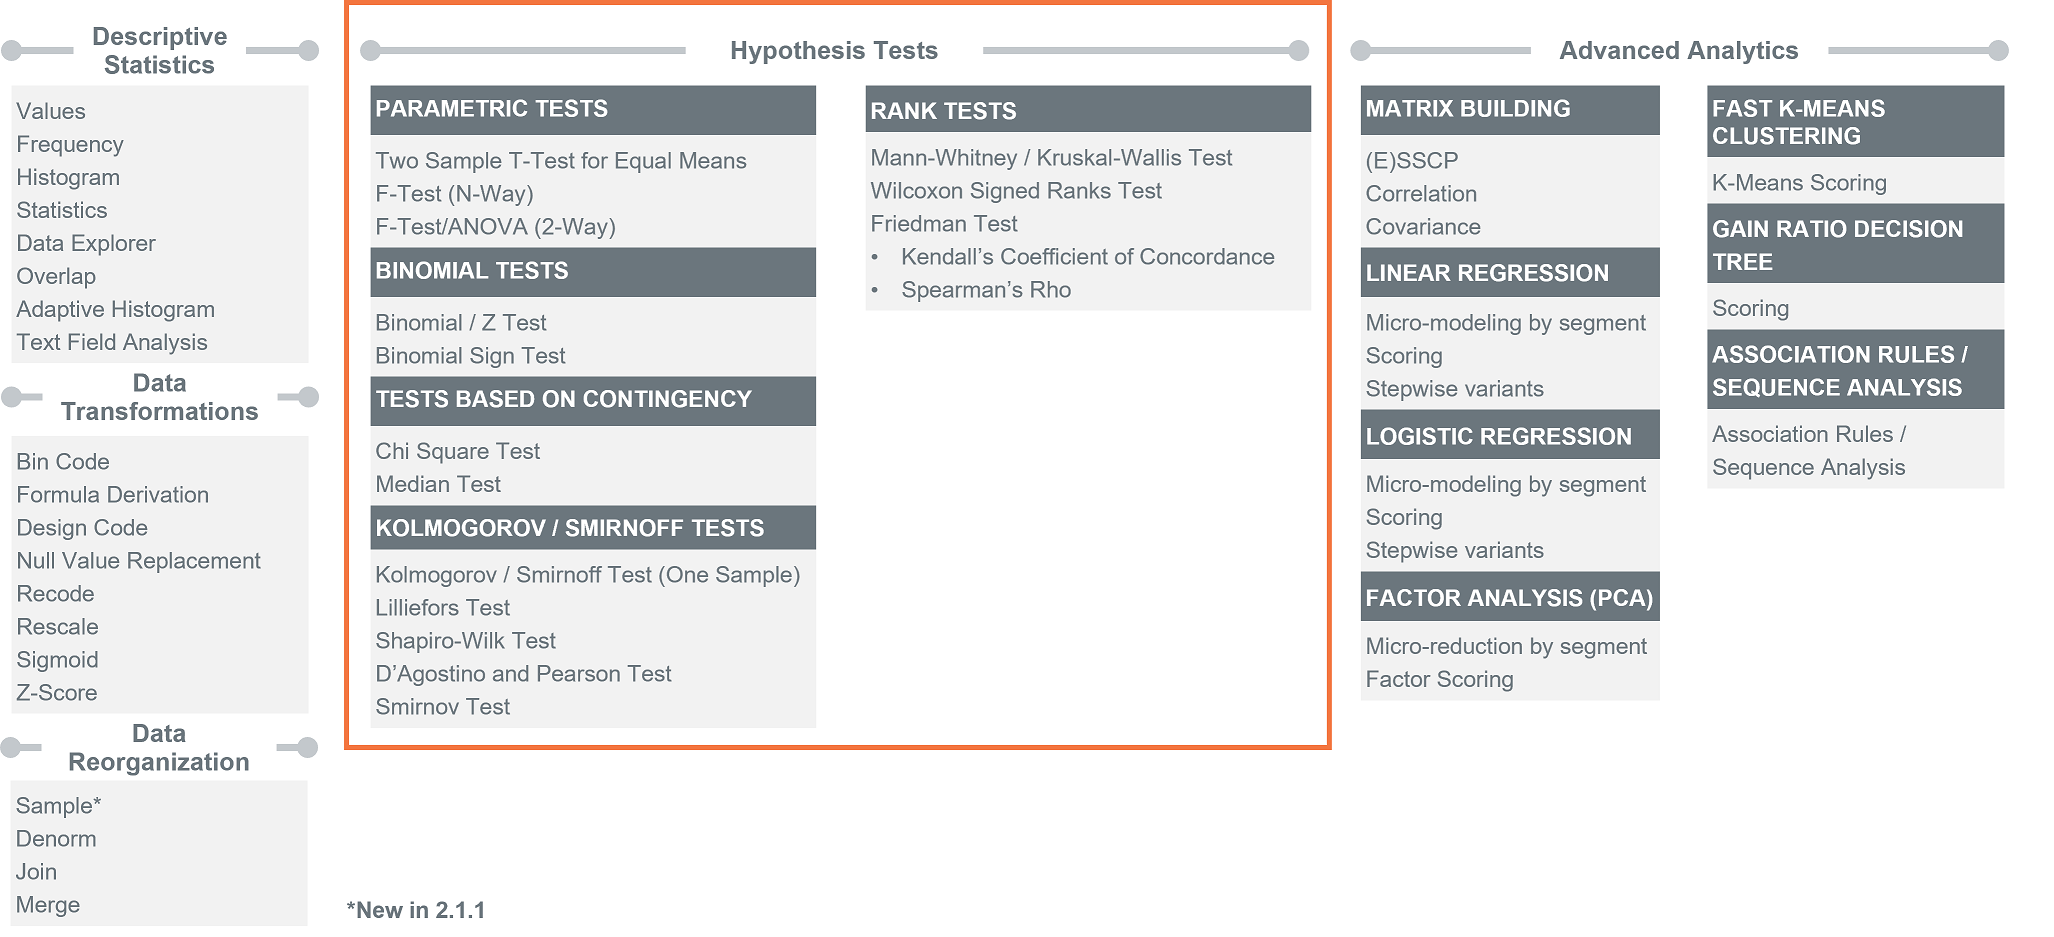 Descriptive
Statistics
Values
Frequency
Histogram
Statistics
Data Explorer
Overlap
Adaptive Histogram
Text Field Analysis
Data
Transformations
Bin Code
Formula Derivation
Design Code
Null Value Replacement
Recode
Rescale
Sigmoid
Z-Score
Data
Reorganization
Sample*
Denorm
Join
Merge
Hypothesis Tests
PARAMETRIC TESTS
Two Sample T-Test for Equal Means
F-Test (N-Way)
F-Test/ANOVA (2-Way)
BINOMIAL TESTS
Binomial / Z Test
Binomial Sign Test
TESTS BASED ON CONTINGENCY
Chi Square Test
Median Test
KOLMOGOROV / SMIRNOFF TESTS
Kolmogorov / Smirnoff Test (One Sample)
Lilliefors Test
Shapiro-Wilk Test
D’Agostino and Pearson Test
Smirnov Test
RANK TESTS
Mann-Whitney / Kruskal-Wallis Test
Wilcoxon Signed Ranks Test
Friedman Test
• Kendall’s Coefficient of Concordance
• Spearman’s Rho
Advanced Analytics
MATRIX BUILDING
(E)SSCP
Correlation
Covariance
LINEAR REGRESSION
Micro-modeling by segment
Scoring
Stepwise variants
LOGISTIC REGRESSION
Micro-modeling by segment
Scoring
Stepwise variants
FACTOR ANALYSIS (PCA)
Micro-reduction by segment
Factor Scoring
FAST K-MEANS
CLUSTERING
K-Means Scoring
GAIN RATIO DECISION
TREE
Scoring
ASSOCIATION RULES /
SEQUENCE ANALYSIS
Association Rules /
Sequence Analysis
*New in 2.1.1